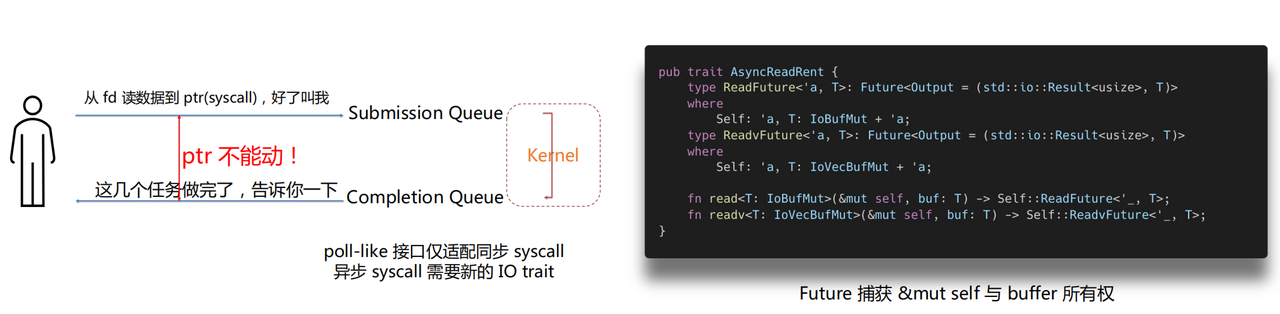 从 fd 读数据到 ptr(syscall)，好了叫我
Submission Queue
ptr 不能动！
Kernel
这几个任务做完了，告诉你一下
Completion Queue
poll-like 接口仅适配同步 syscall
异步 syscall 需要新的 IO trait
pub trait AsyncReadRent {
    type ReadFuture<'a, T>: Future<Output = (std::io::Result<usize>, T)>
    where
        Self: 'a, T: IoBufMut + 'a;
    type ReadvFuture<'a, T>: Future<Output = (std::io::Result<usize>, T)>
    where
        Self: 'a, T: IoVecBufMut + 'a;

    fn read<T: IoBufMut>(&mut self, buf: T) -> Self::ReadFuture<'_, T>;
    fn readv<T: IoVecBufMut>(&mut self, buf: T) -> Self::ReadvFuture<'_, T>;
}
Future 捕获 &mut self 与 buffer 所有权